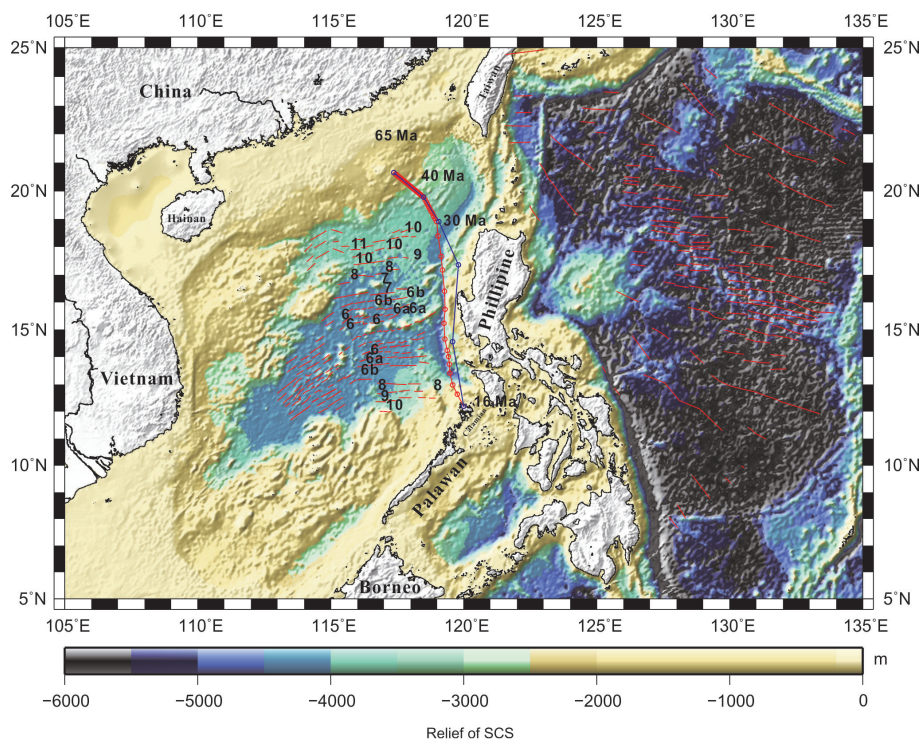 105°E 110°E 115°E 120°E 125°E 130°E 135°E
25°N 25°N
China
Taiwan
65 Ma
20°N 40 Ma 20°N
Hainan
30 Ma
10
11 10
10 9
8 8
7
7
6b 6b
6a 6a
6 6 6
Phillipine
15°N 15°N
6
6a
6b
Vietnam
8 8
9
10
16 Ma
10°N 10°N
Palawan
Borneo
5°N 5°N
105°E 110°E 115°E 120°E 125°E 130°E 135°E
m
−6000 −5000 −4000 −3000 −2000 −1000 0
Relief of SCS